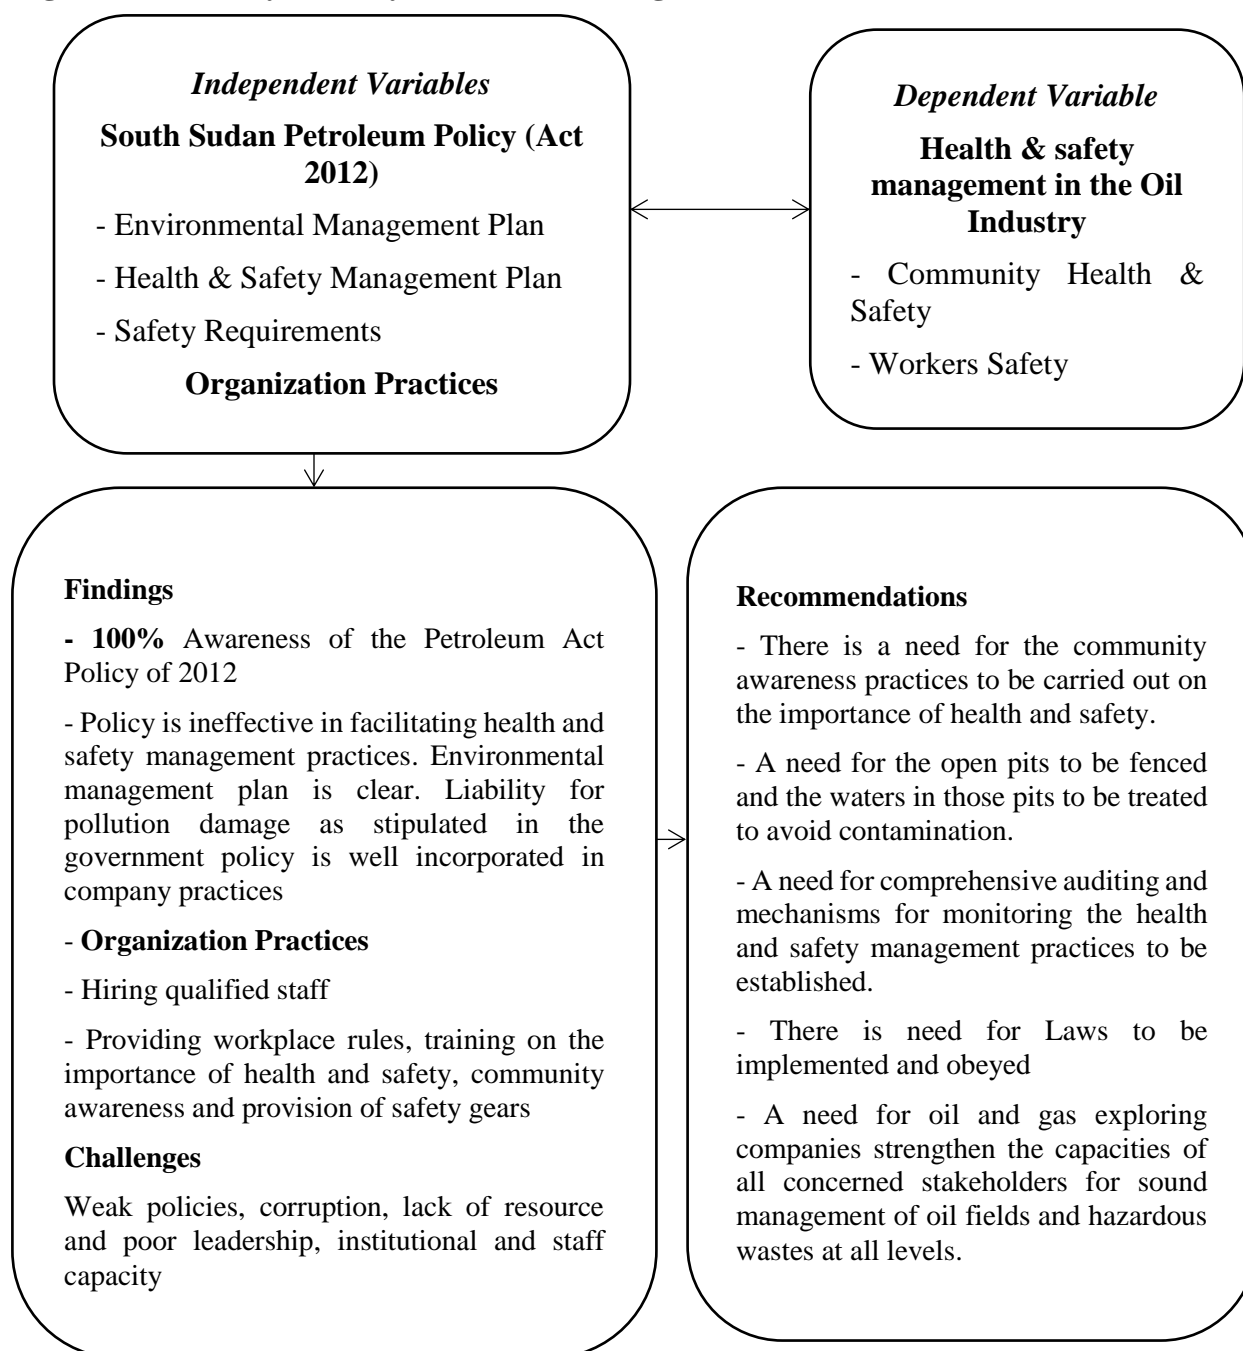 Independent Variables
South Sudan Petroleum Policy (Act
2012)
- Environmental Management Plan
- Health & Safety Management Plan
- Safety Requirements
Organization Practices
Dependent Variable
Health & safety
management in the Oil
Industry
- Community Health &
Safety
- Workers Safety
Findings
- 100% Awareness of the Petroleum Act
Policy of 2012
- Policy is ineffective in facilitating health and
safety management practices. Environmental
management plan is clear. Liability for
pollution damage as stipulated in the
government policy is well incorporated in
company practices
- Organization Practices
- Hiring qualified staff
- Providing workplace rules, training on the
importance of health and safety, community
awareness and provision of safety gears
Challenges
Weak policies, corruption, lack of resource
and poor leadership, institutional and staff
capacity
Recommendations
- There is a need for the community
awareness practices to be carried out on
the importance of health and safety.
- A need for the open pits to be fenced
and the waters in those pits to be treated
to avoid contamination.
- A need for comprehensive auditing and
mechanisms for monitoring the health
and safety management practices to be
established.
- There is need for Laws to be
implemented and obeyed
- A need for oil and gas exploring
companies strengthen the capacities of
all concerned stakeholders for sound
management of oil fields and hazardous
wastes at all levels.